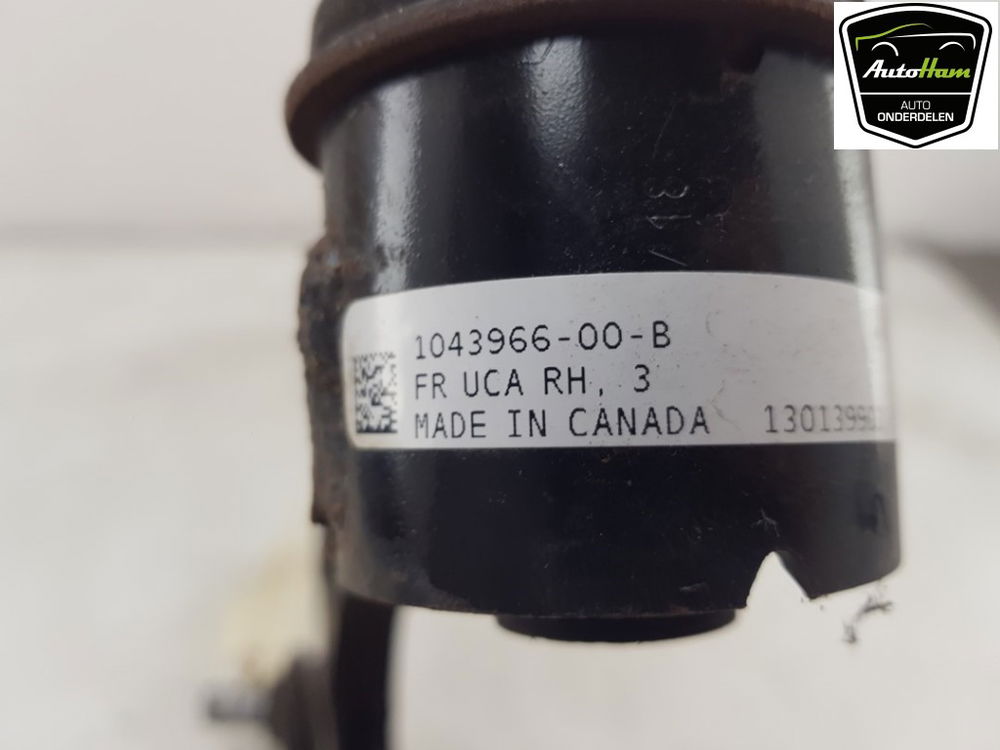 AutoHam
AUTO
ONDERDELEN
1043966-00-B
FR UCA RH, 3
MADE IN CANADA